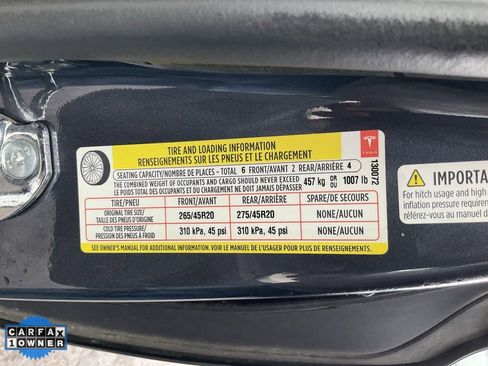 TIRE AND LOADING INFORMATION
RENSEIGNEMENTS SUR LES PNEUS ET LE CHARGEMENT
TESLA
138072
SEATING CAPACITY/NOMBRE DE PLACES - TOTAL 6 FRONT/AVANT 2 REAR/ARRIÈRE 4
THE COMBINED WEIGHT OF OCCUPANTS AND CARGO SHOULD NEVER EXCEED
LE POIDS TOTAL DES OCCUPANTS ET DU CHARGEMENT NE DOIT JAMAIS DÉPASSER
457 kg OR OU 1007 lb
TIRE/PNEU FRONT/AVANT REAR/ARRIÈRE SPARE/DE SECOURS
ORIGINAL TIRE SIZE/
TAILLE DES PNEUS D'ORIGINE
265/45R20 275/45R20 NONE/AUCUN
COLD TIRE PRESSURE/
PRESSION DES PNEUS À FROID
310 kPa, 45 psi 310 kPa, 45 psi NONE/AUCUN
SEE OWNER'S MANUAL FOR ADDITIONAL INFORMATION. VOIR LE MANUEL DE L'USAGER POUR PLUS DE RENSEIGNEMENTS.
IMPORTA
For hitch usage and high
inflation pressure
référez-vous au manuel d
CARFAX
1 OWNER